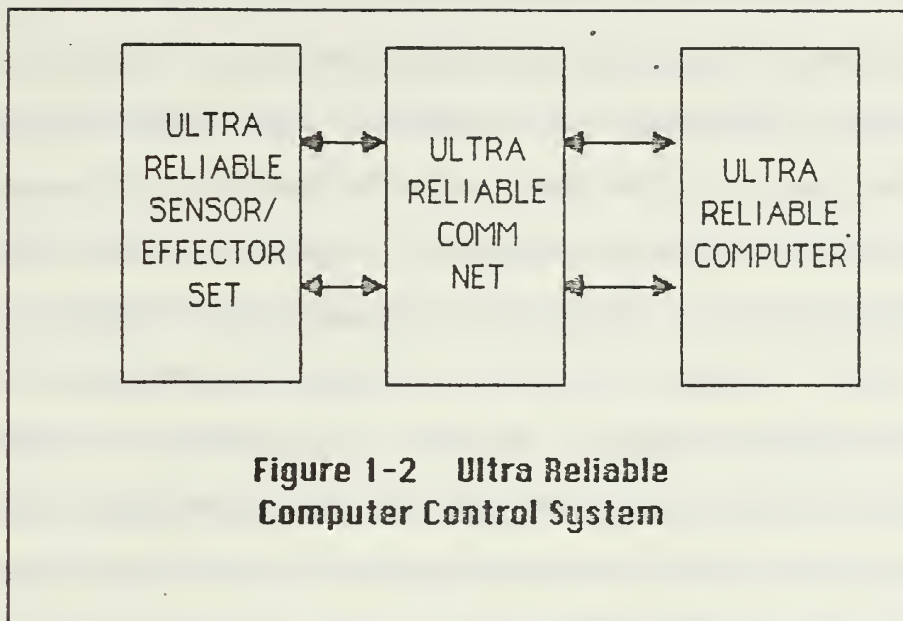 ULTRA
RELIABLE
SENSOR/
EFFECTOR
SET
ULTRA
RELIABLE
COMM
NET
ULTRA
RELIABLE
COMPUTER
Figure 1-2 Ultra Reliable
Computer Control System